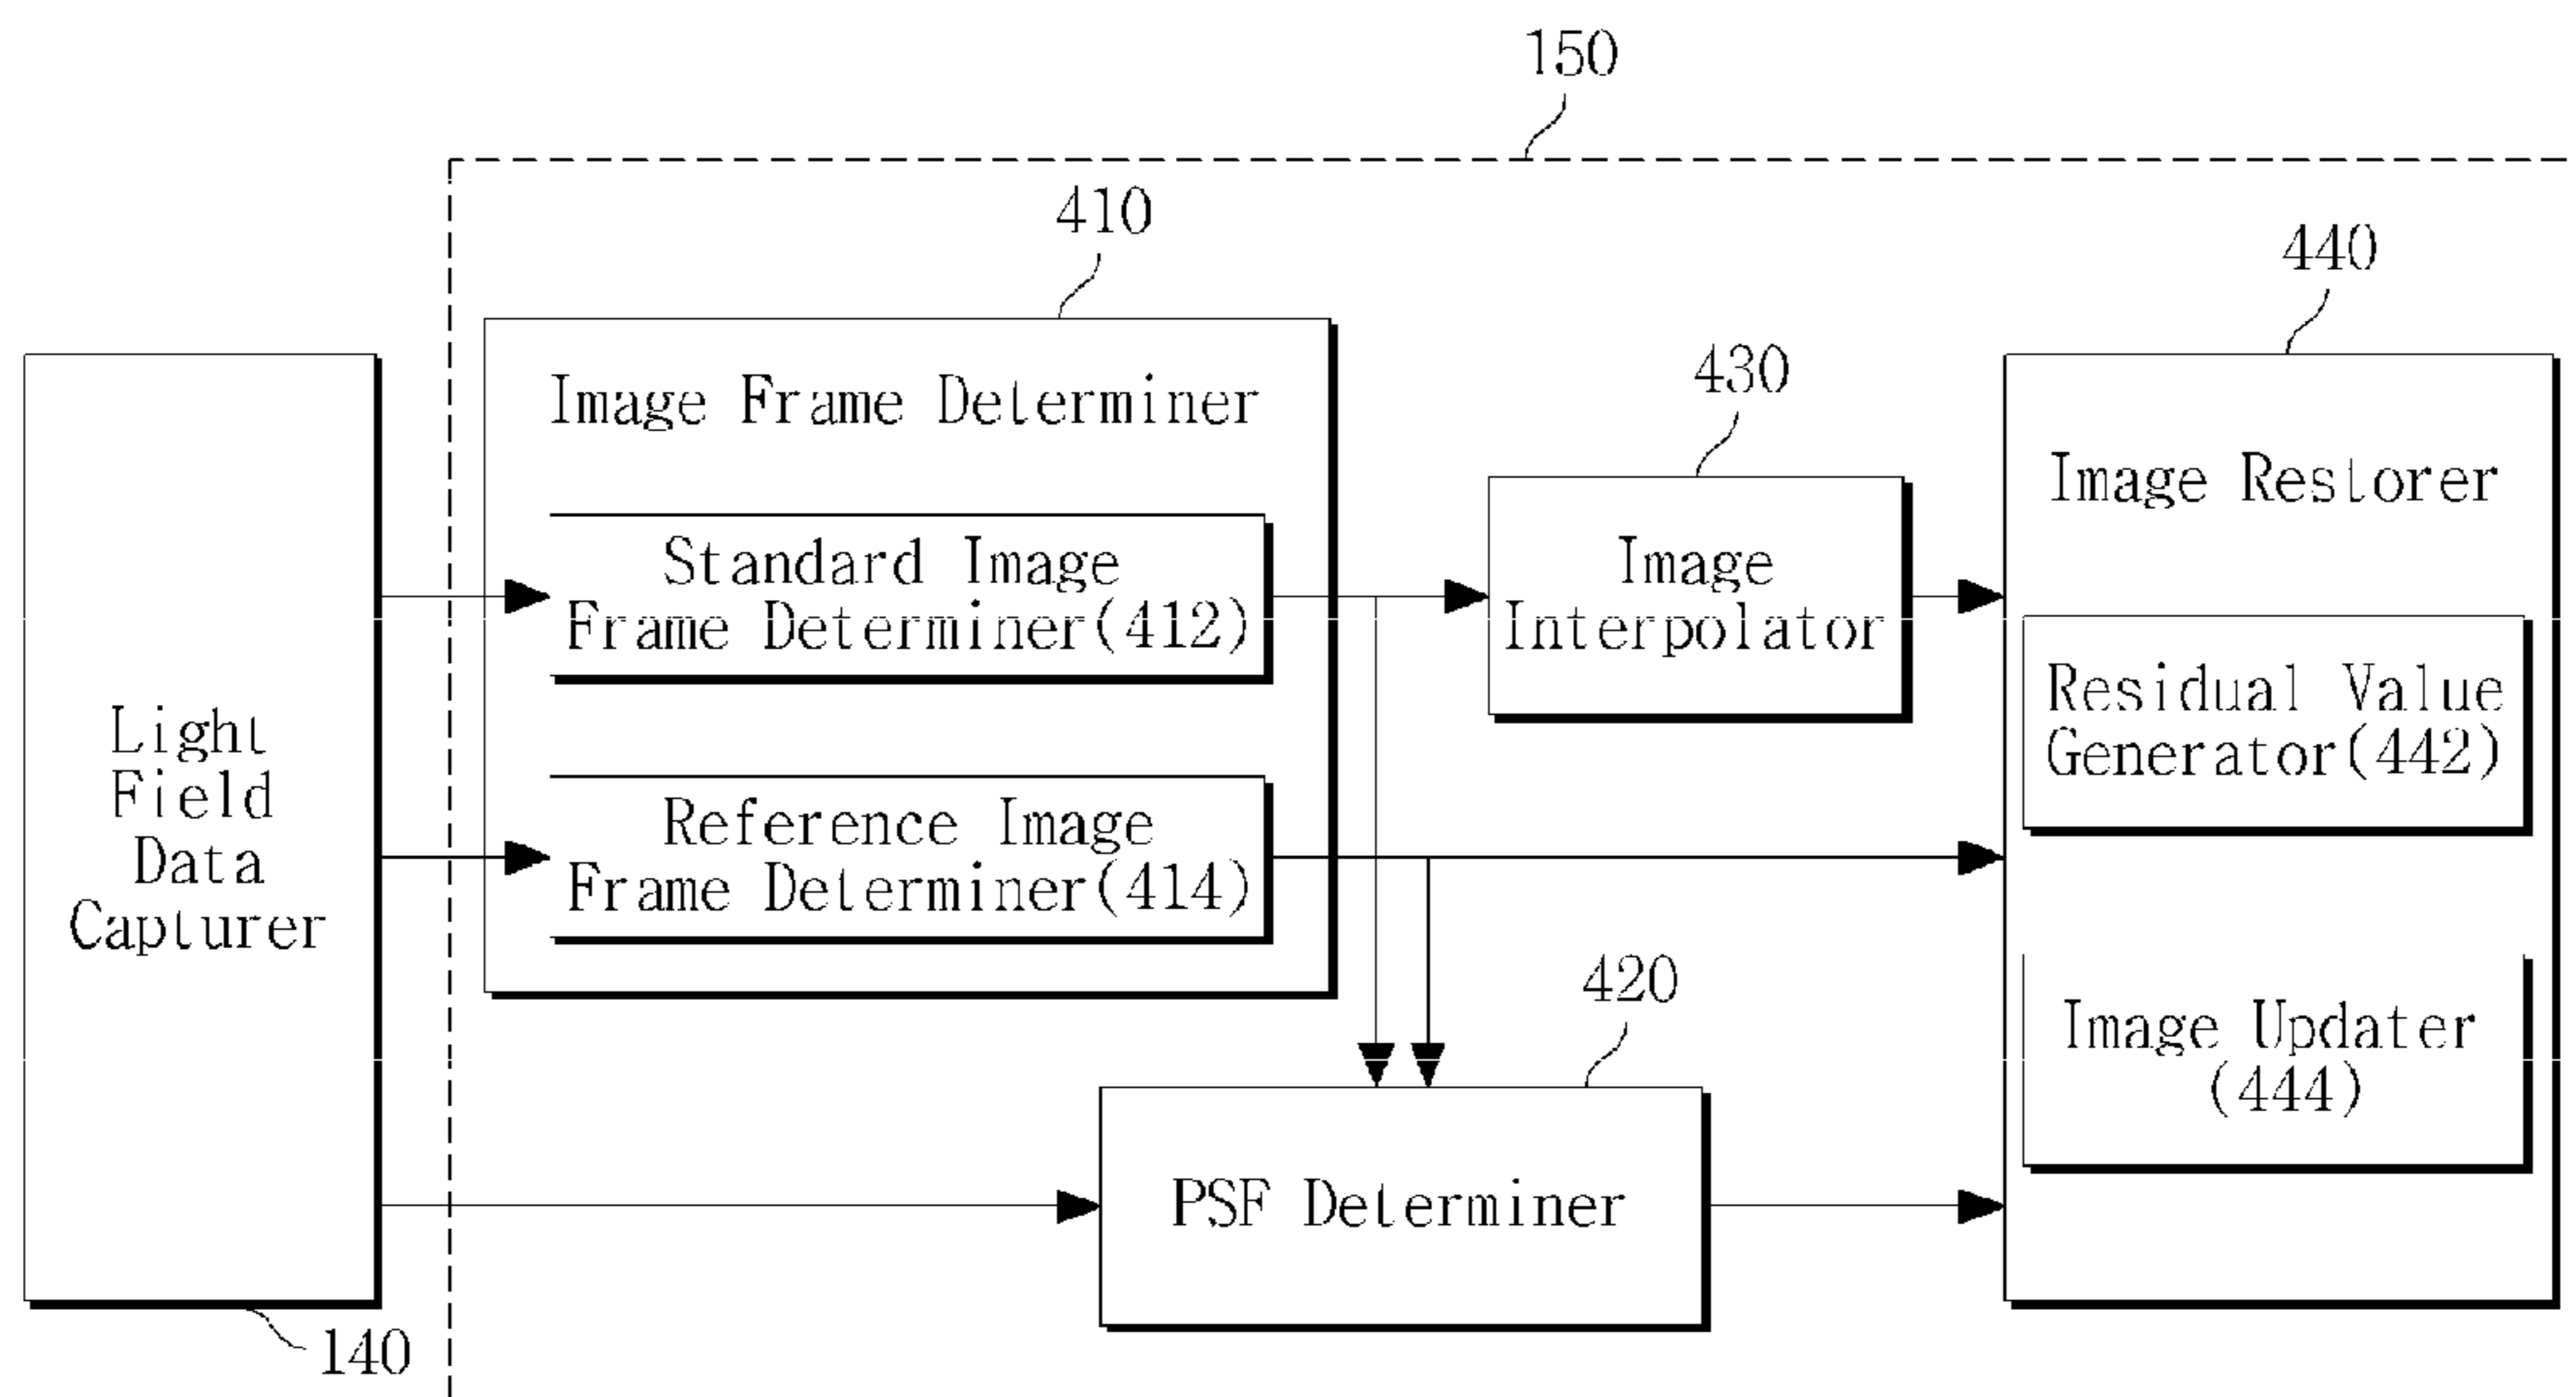 150
410
440
Image Frame Determiner
430
Image Restorer
Standard Image
Frame Determiner(412)
Image
Interpolator
Residual Value
Generator(442)
Light
Field
Data
Capturer
Reference Image
Frame Determiner(414)
420
Image Updater
(444)
PSF Determiner
140